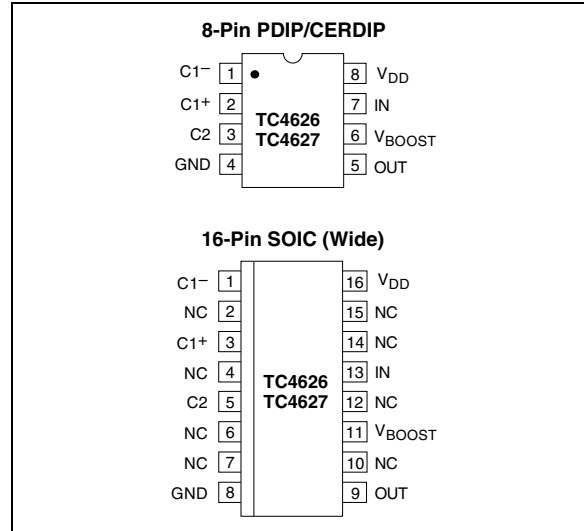 8-Pin PDIP/CERDIP
C1– 1 8 VDD
C1+ 2 7 IN
TC4626
C2 3 6 VBOOST
TC4627
GND 4 5 OUT
16-Pin SOIC (Wide)
C1– 1 16 VDD
NC 2 15 NC
C1+ 3 14 NC
NC 4 13 IN
TC4626
C2 5 12 NC
TC4627
NC 6 11 VBOOST
NC 7 10 NC
GND 8 9 OUT